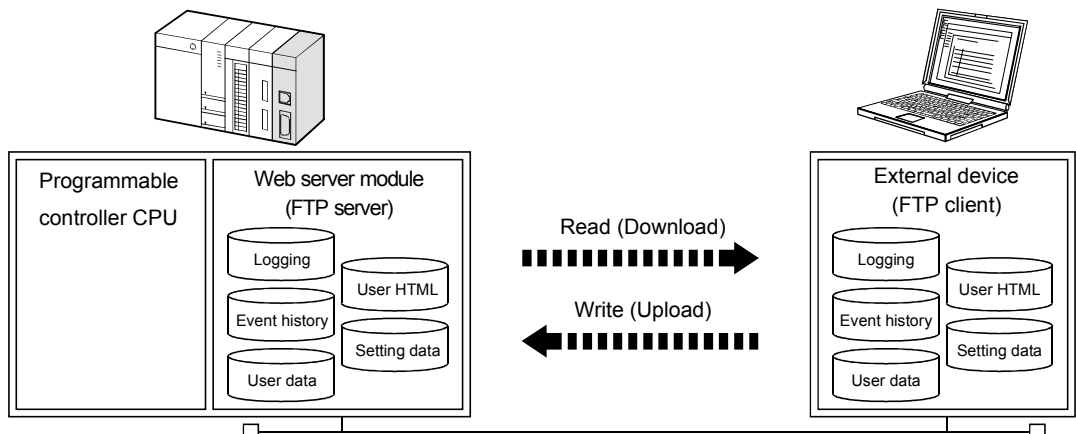 Programmable
controller CPU
Web server module
(FTP server)
Logging
User HTML
Event history
Setting data
User data
Read (Download)
Write (Upload)
External device
(FTP client)
Logging
User HTML
Event history
Setting data
User data